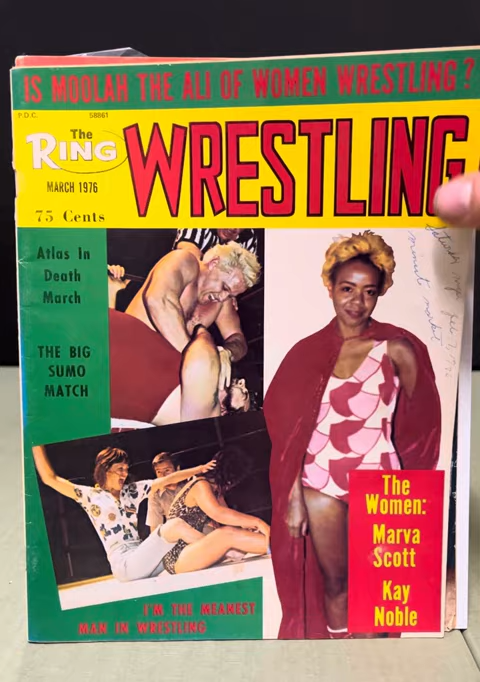 IS MOOLAH THE ALI OF WOMEN WRESTLING?
P.D.C. 58861
The
RING
WRESTLING
MARCH 1976
75 Cents
Atlas In
Death
March
THE BIG
SUMO
MATCH
The
Women:
Marva
Scott
Kay
Noble
I'M THE MEANEST
MAN IN WRESTLING